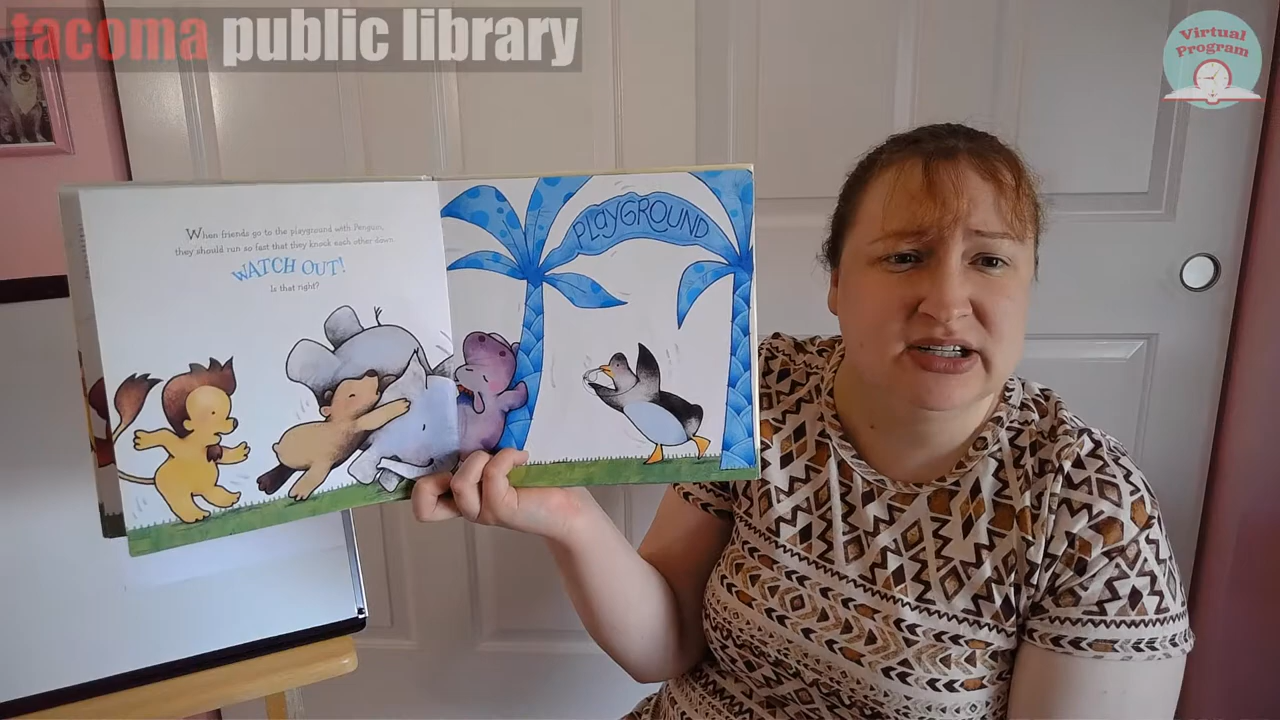 tacoma public library
Virtual
Program
When friends go to the playground with Penguin,
they should run so fast that they knock each other down.
WATCH OUT!
Is that right?
PLAYGROUND